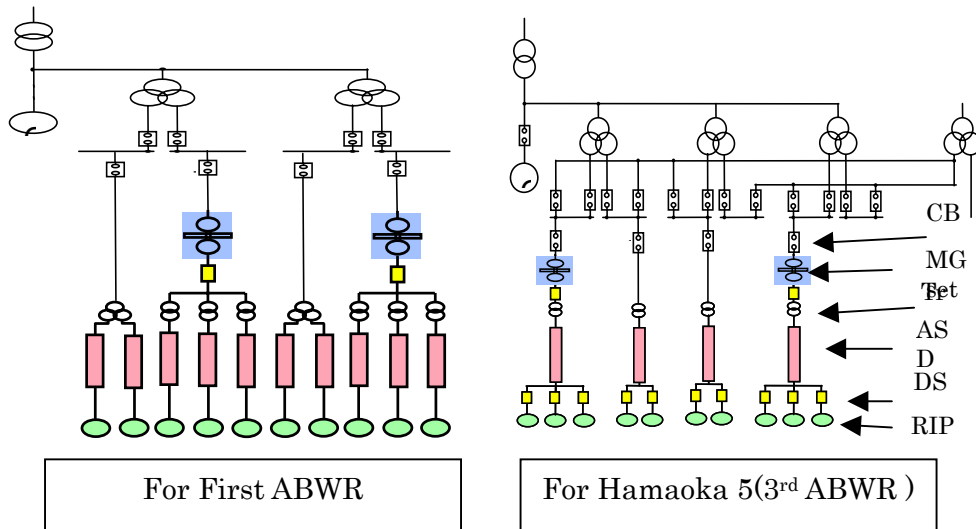 CB
MG
set
Tr
AS
D
DS
RIP
For First ABWR
For Hamaoka 5(3rd ABWR )